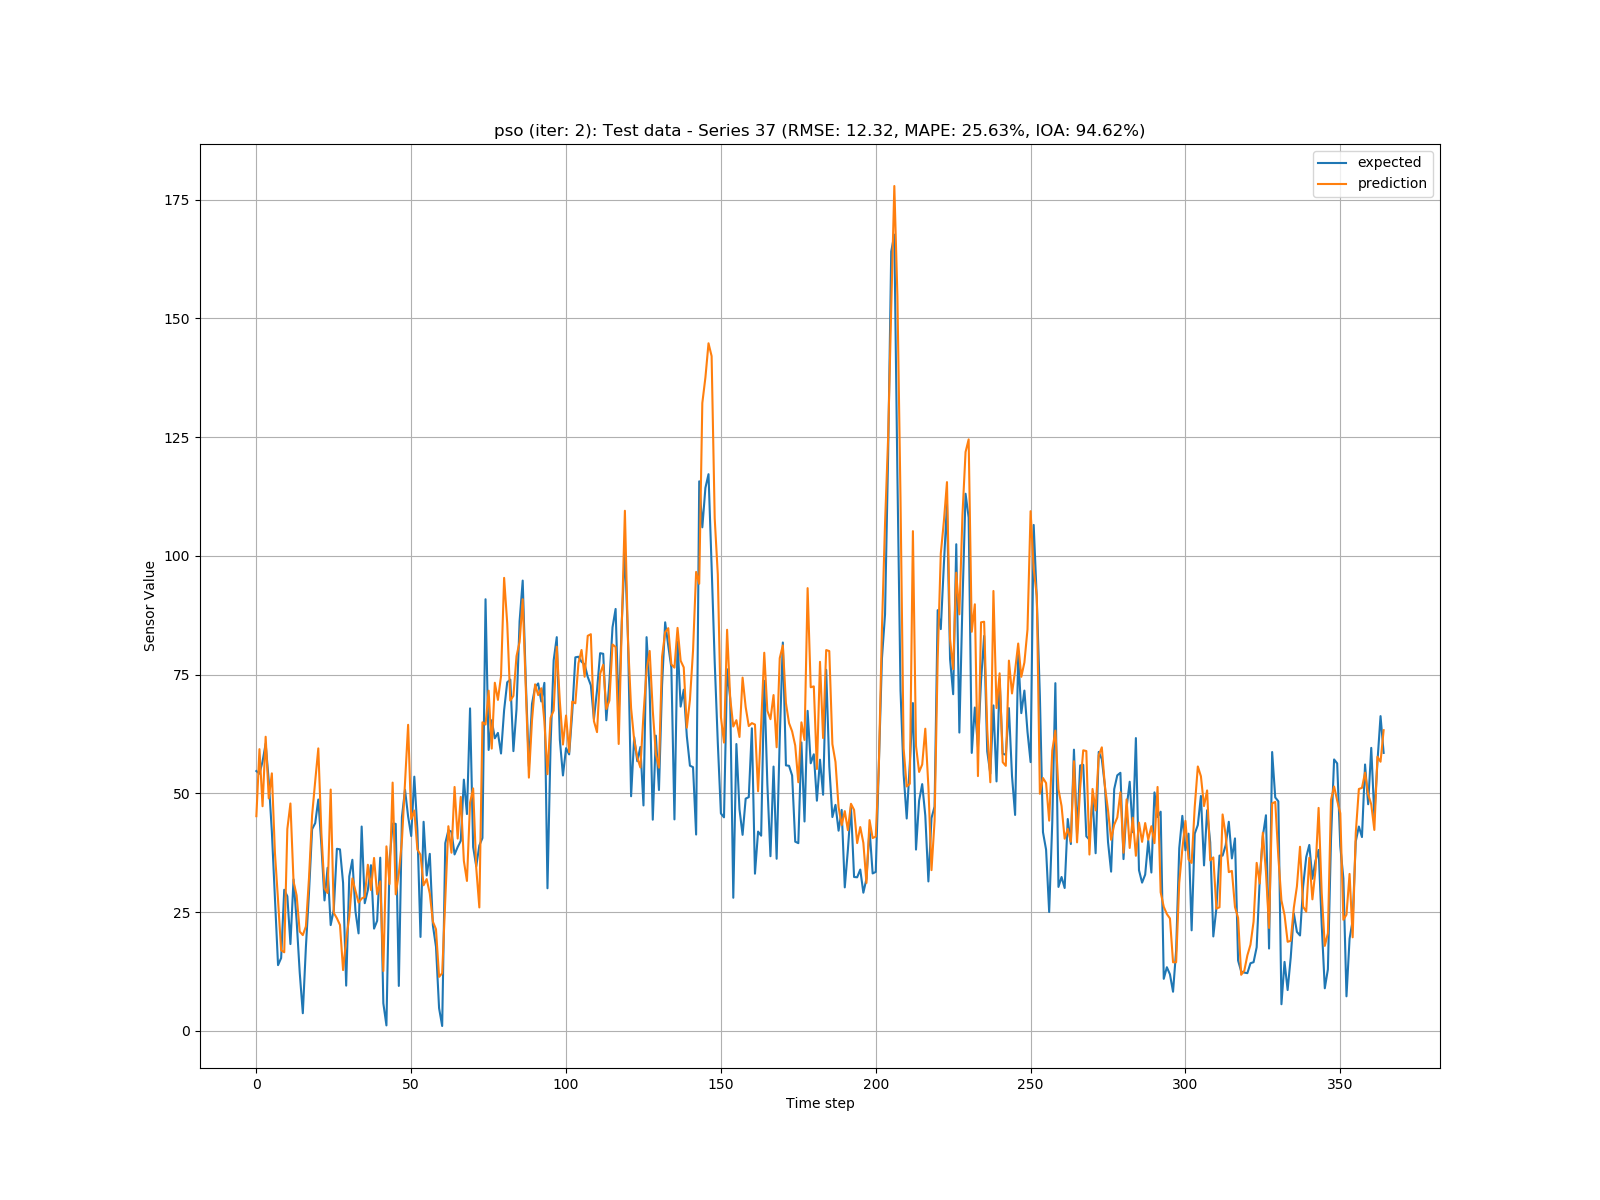 pso (iter: 2): Test data - Series 37 (RMSE: 12.32, MAPE: 25.63%, IOA: 94.62%)
expected
prediction
175
150
125
100
75
50
25
0
Sensor Value
0 50 100 150 200 250 300 350
Time step